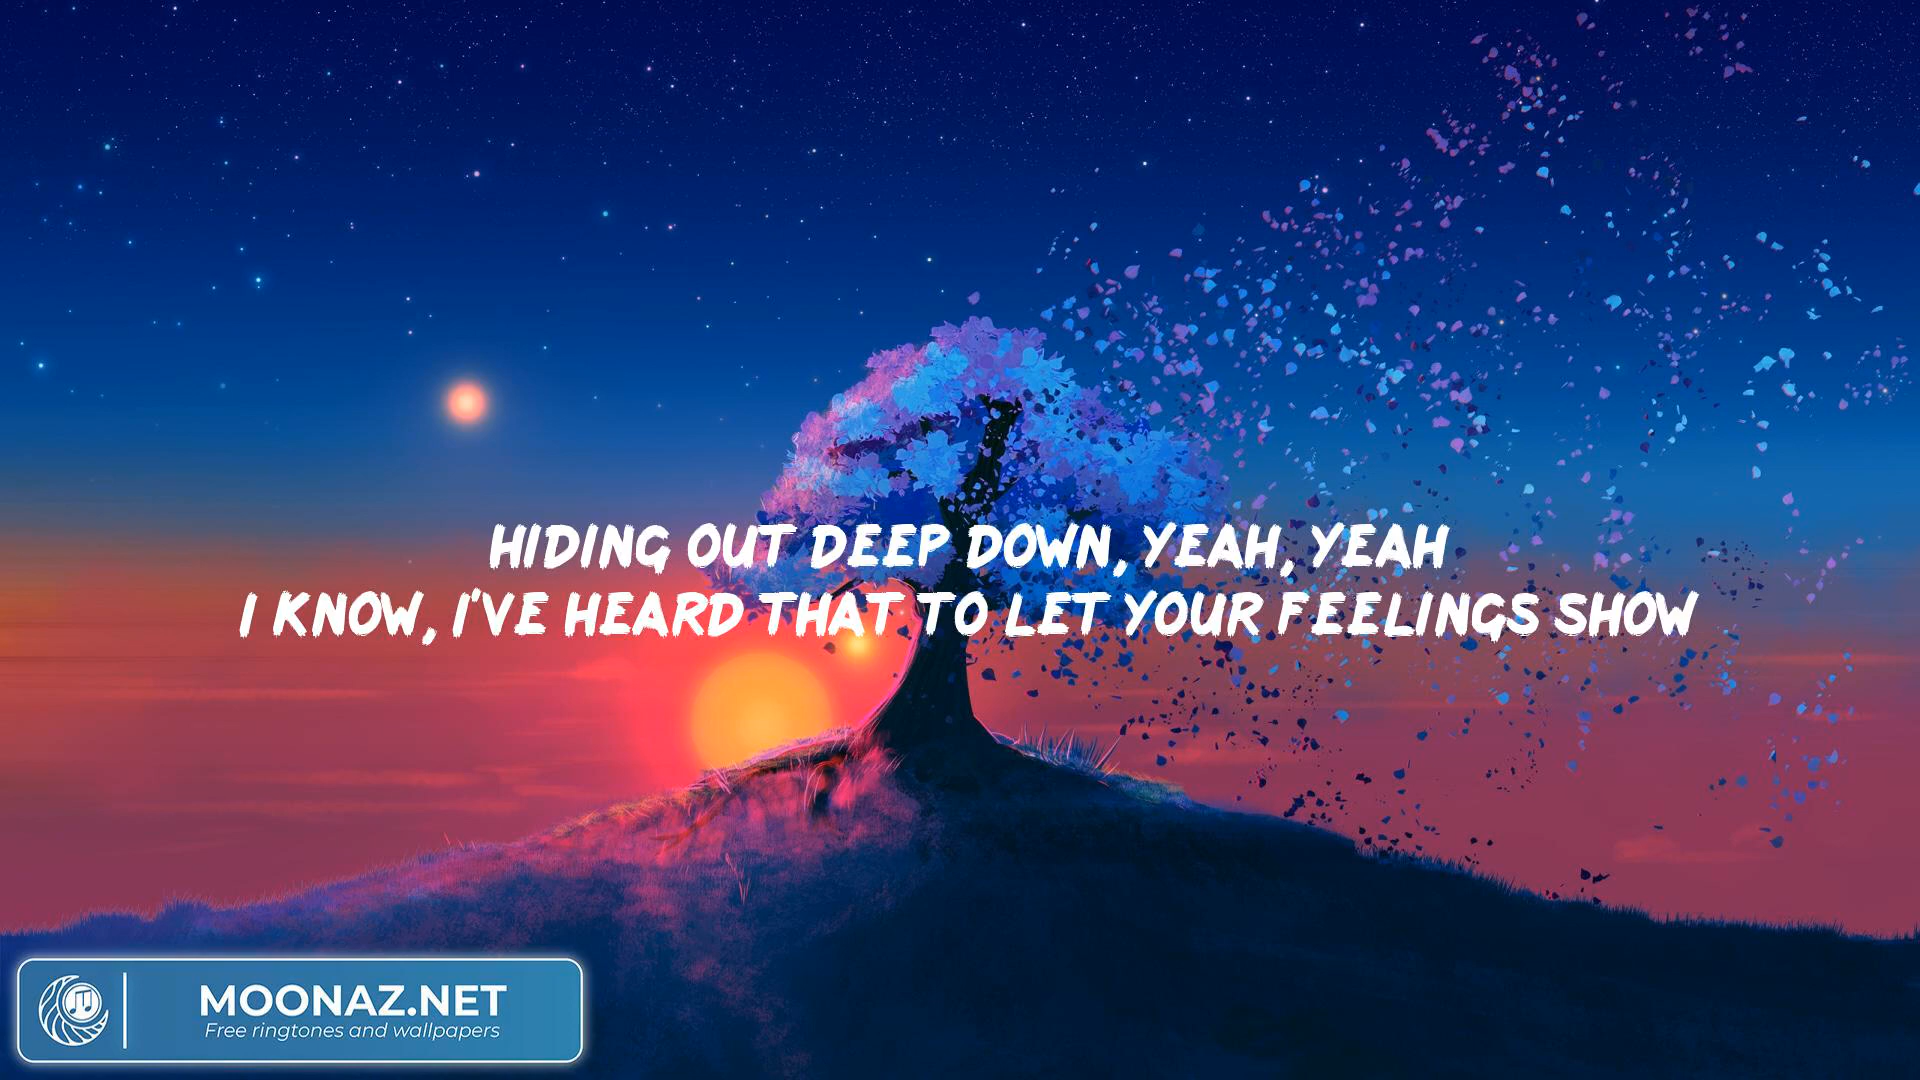 HIDING OUT DEEP DOWN, YEAH, YEAH
I KNOW, I'VE HEARD THAT TO LET YOUR FEELINGS SHOW
MOONAZ.NET
Free ringtones and wallpapers